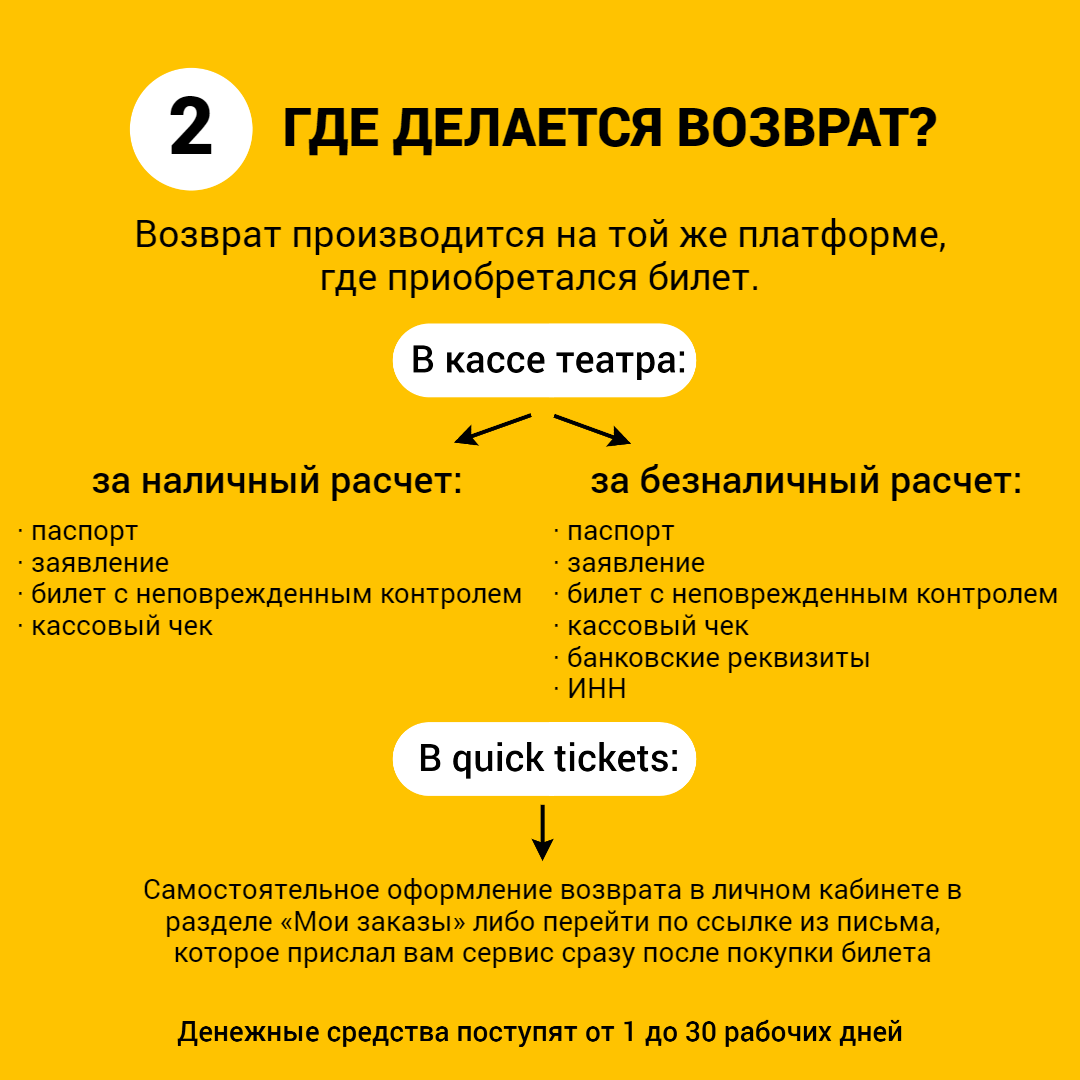 2 ГДЕ ДЕЛАЕТСЯ ВОЗВРАТ?
Возврат производится на той же платформе,
где приобретался билет.
В кассе театра:
за наличный расчет:
· паспорт
· заявление
· билет с неповрежденным контролем
· кассовый чек
за безналичный расчет:
· паспорт
· заявление
· билет с неповрежденным контролем
· кассовый чек
· банковские реквизиты
· ИНН
В quick tickets:
Самостоятельное оформление возврата в личном кабинете в
разделе «Мои заказы» либо перейти по ссылке из письма,
которое прислал вам сервис сразу после покупки билета
Денежные средства поступят от 1 до 30 рабочих дней